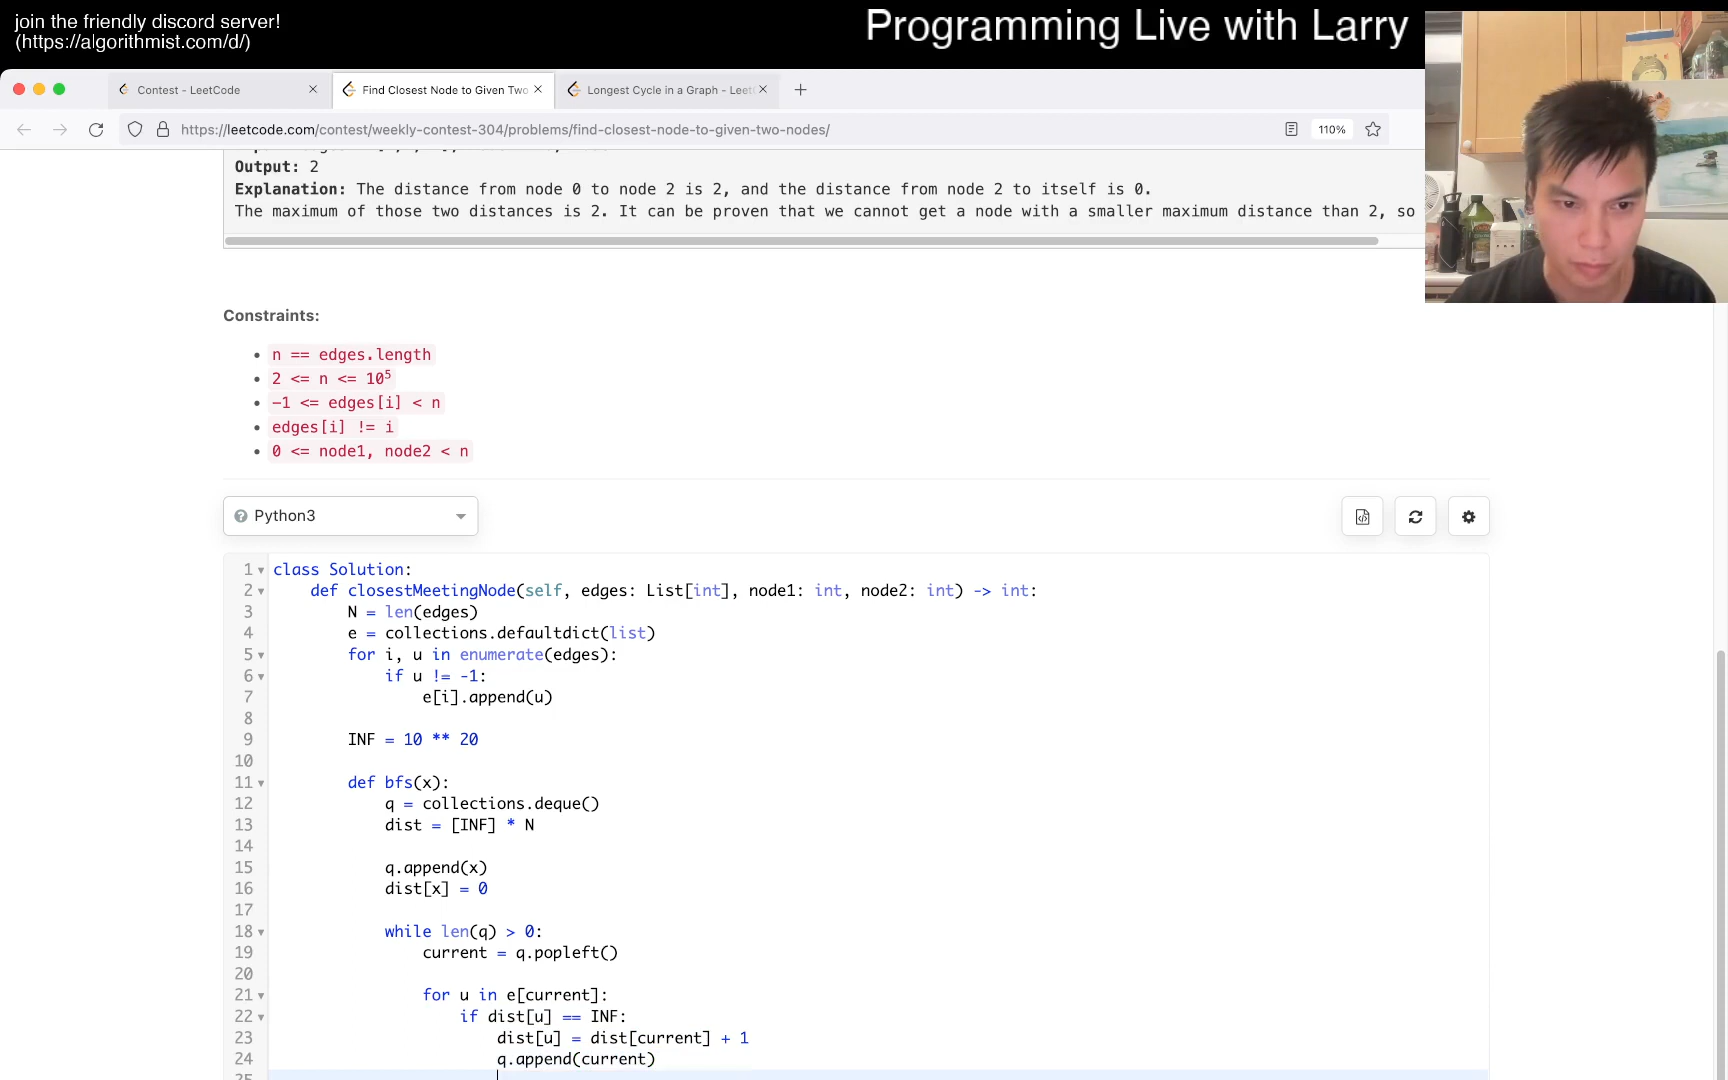 join the friendly discord server!
(https://algorithmist.com/d/)
Programming Live with Larry
Contest - LeetCode
Find Closest Node to Given Two
Longest Cycle in a Graph - Leet
https://leetcode.com/contest/weekly-contest-304/problems/find-closest-node-to-given-two-nodes/
110%
Output: 2
Explanation: The distance from node 0 to node 2 is 2, and the distance from node 2 to itself is 0.
The maximum of those two distances is 2. It can be proven that we cannot get a node with a smaller maximum distance than 2, so
Constraints:
n == edges.length
2 <= n <= 10⁵
-1 <= edges[i] < n
edges[i] != i
0 <= node1, node2 < n
Python3
1 class Solution:
2 def closestMeetingNode(self, edges: List[int], node1: int, node2: int) -> int:
3 N = len(edges)
4 e = collections.defaultdict(list)
5 for i, u in enumerate(edges):
6 if u != -1:
7 e[i].append(u)
8
9 INF = 10 ** 20
10
11 def bfs(x):
12 q = collections.deque()
13 dist = [INF] * N
14
15 q.append(x)
16 dist[x] = 0
17
18 while len(q) > 0:
19 current = q.popleft()
20
21 for u in e[current]:
22 if dist[u] == INF:
23 dist[u] = dist[current] + 1
24 q.append(current)
25